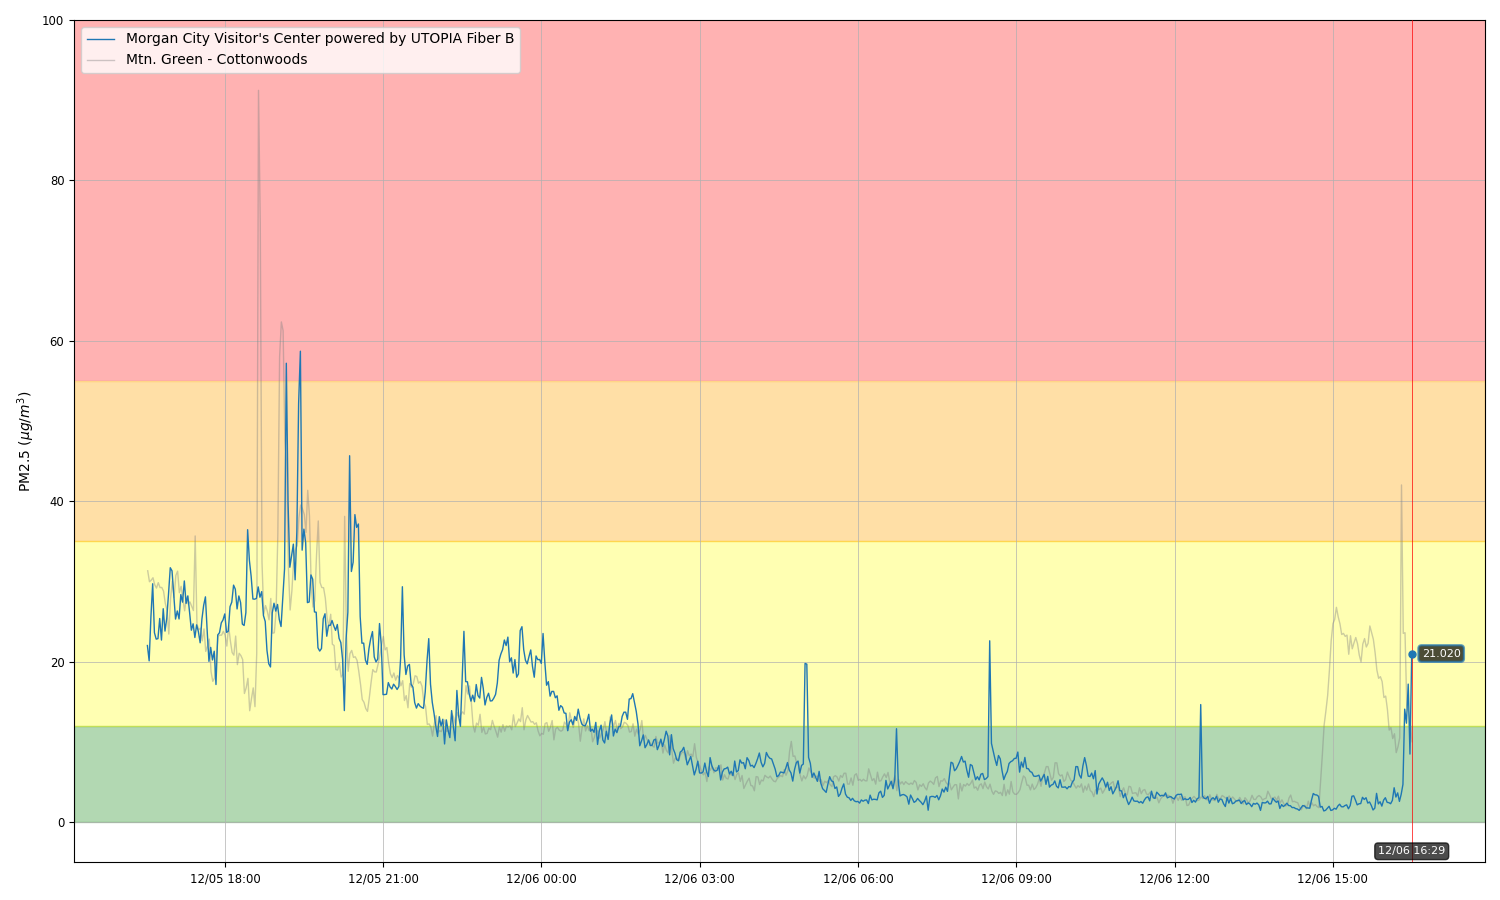 Morgan City Visitor's Center powered by UTOPIA Fiber B
Mtn. Green - Cottonwoods
100
80
60
40
20
0
PM2.5 (μg/m³)
21.020
12/06 16:29
12/05 18:00 12/05 21:00 12/06 00:00 12/06 03:00 12/06 06:00 12/06 09:00 12/06 12:00 12/06 15:00